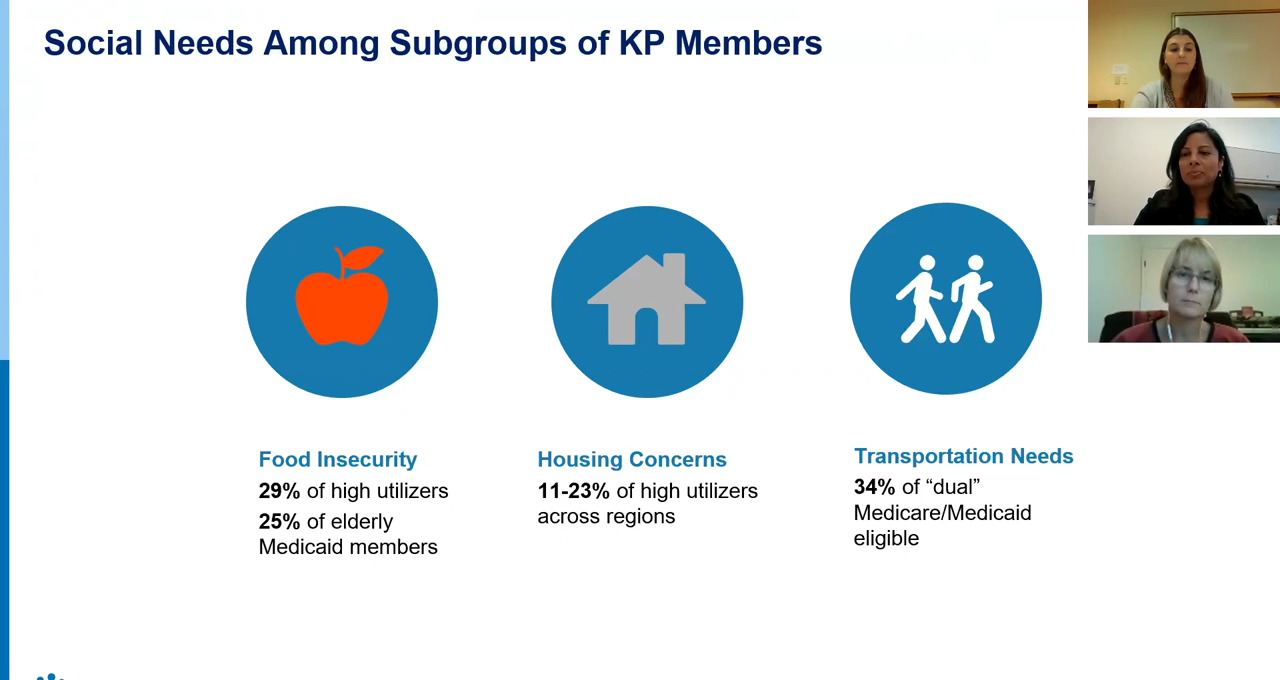 Social Needs Among Subgroups of KP Members
Food Insecurity
29% of high utilizers
25% of elderly
Medicaid members
Housing Concerns
11-23% of high utilizers
across regions
Transportation Needs
34% of “dual”
Medicare/Medicaid
eligible